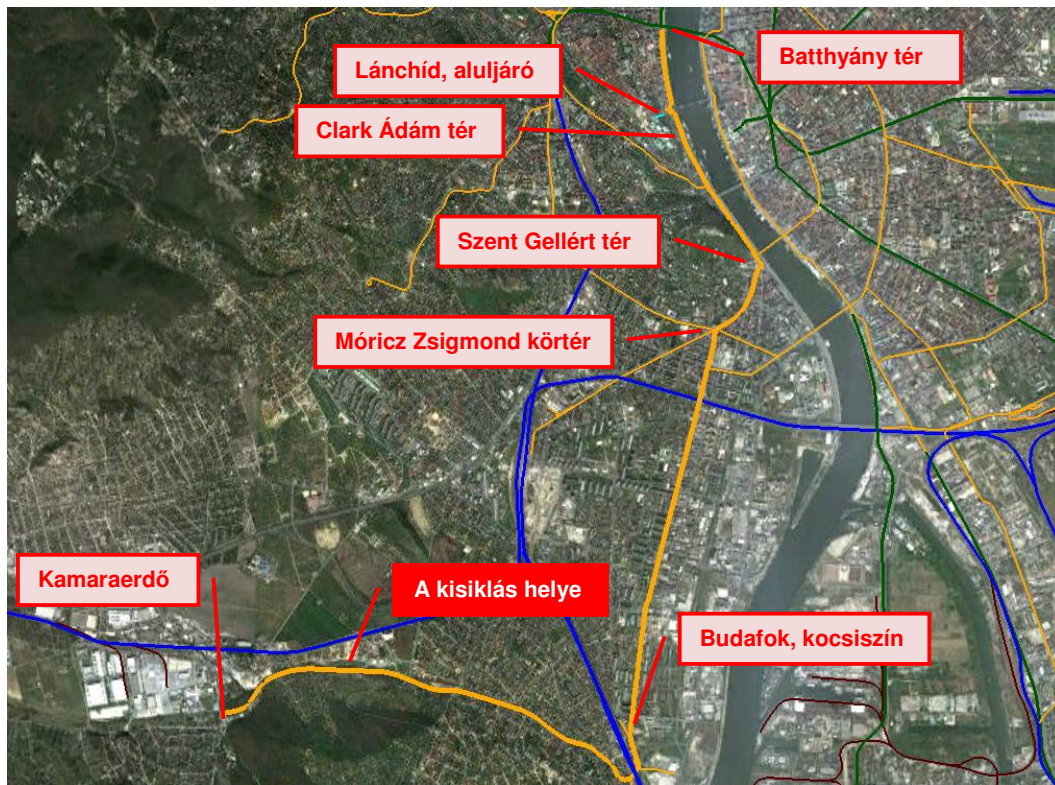 Batthyány tér
Lánchíd, aluljáró
Clark Ádám tér
Szent Gellért tér
Móricz Zsigmond körtér
Kamaraerdő
A kisiklás helye
Budafok, kocsiszín